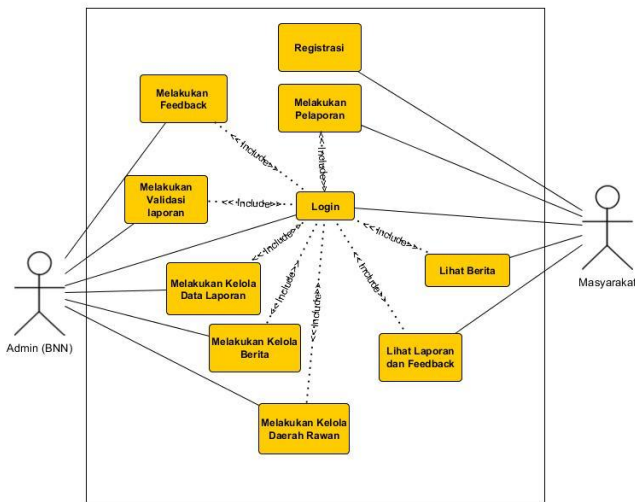 Registrasi
Melakukan
Feedback
Melakukan
Pelaporan
<< Include>>
<< Include>>
Melakukan
Validasi
laporan
<< Include>>
Login
<< Include>>
<< Include>>
Lihat Berita
Masyarakat
Melakukan Kelola
Data Laporan
<< Include>>
<< Include>>
<< Include>>
Admin (BNN)
Melakukan Kelola
Berita
Lihat Laporan
dan Feedback
Melakukan Kelola
Daerah Rawan